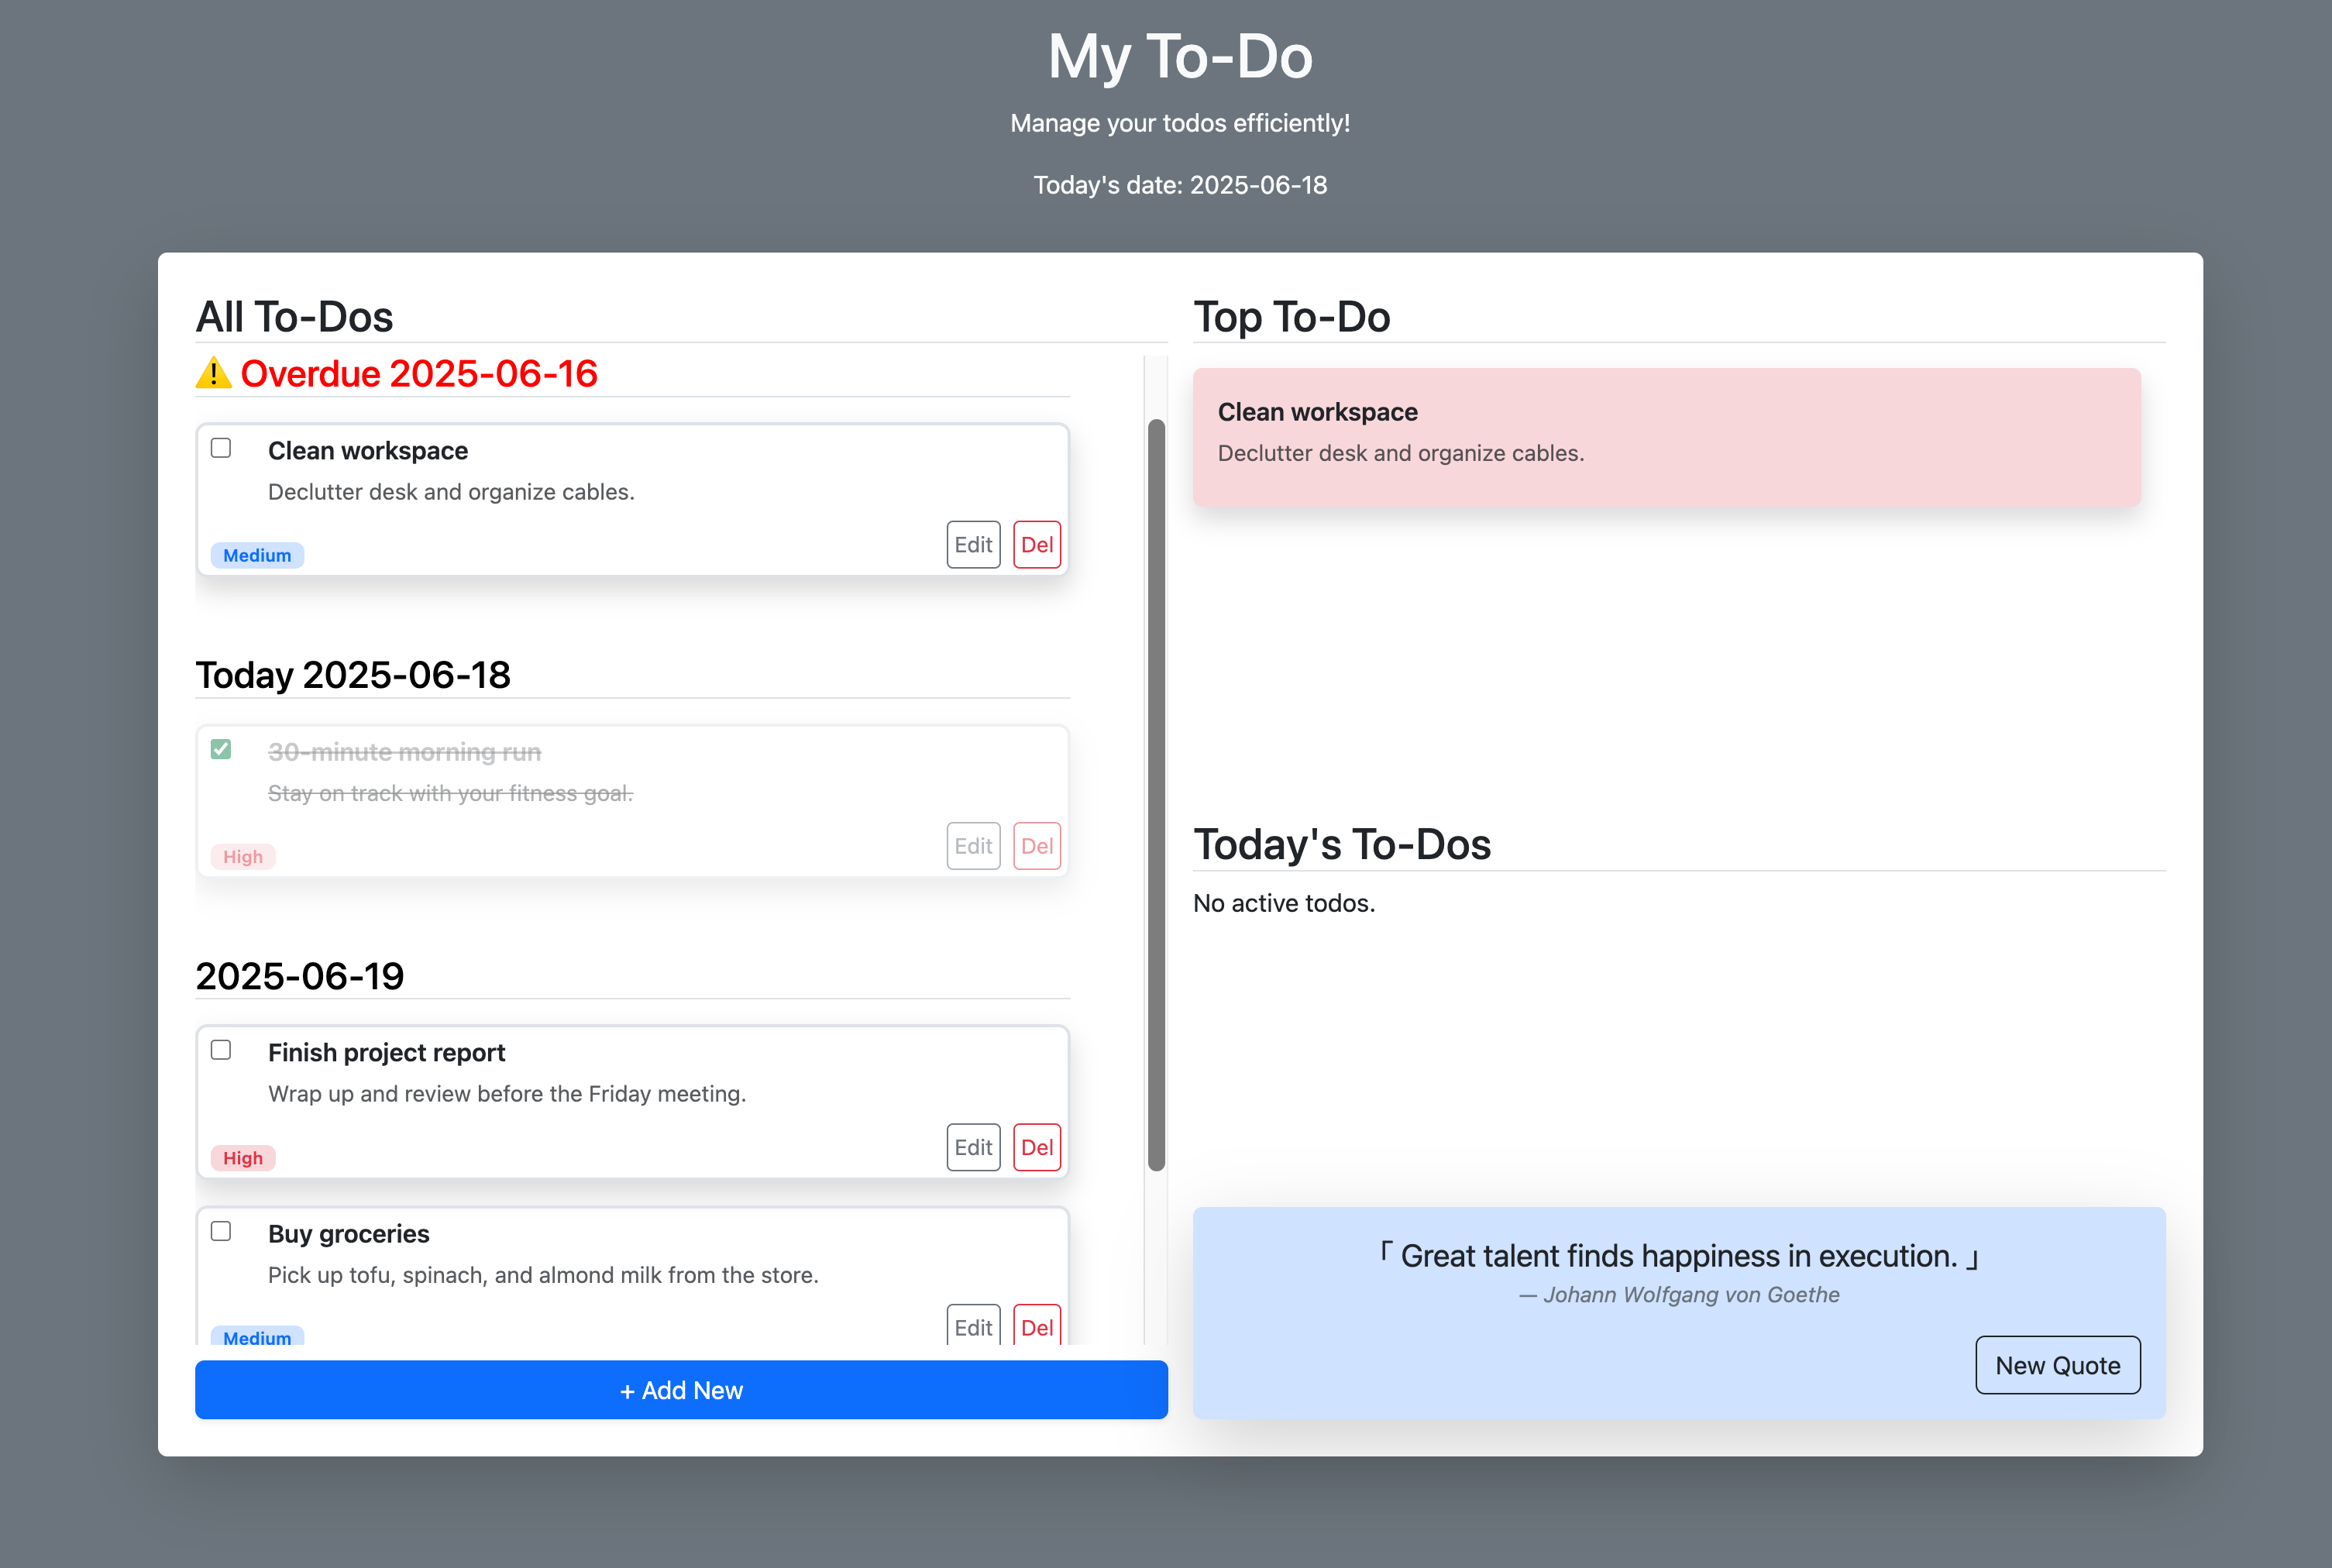 My To-Do
Manage your todos efficiently!
Today's date: 2025-06-18
All To-Dos
⚠️ Overdue 2025-06-16
Clean workspace
Declutter desk and organize cables.
Medium
Edit
Del
Today 2025-06-18
30-minute morning run
Stay on track with your fitness goal.
High
Edit
Del
2025-06-19
Finish project report
Wrap up and review before the Friday meeting.
High
Edit
Del
Buy groceries
Pick up tofu, spinach, and almond milk from the store.
Medium
Edit
Del
+ Add New
Top To-Do
Clean workspace
Declutter desk and organize cables.
Today's To-Dos
No active todos.
「 Great talent finds happiness in execution. 」
— Johann Wolfgang von Goethe
New Quote